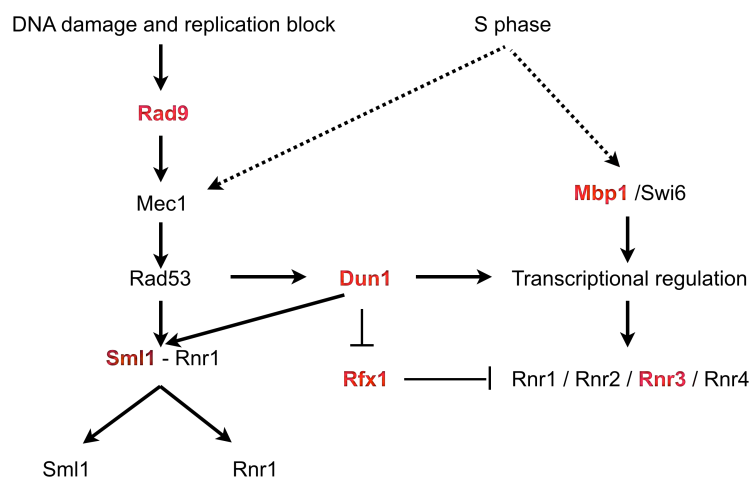 DNA damage and replication block
S phase
Rad9
Mec1
Mbp1 /Swi6
Rad53
Dun1
Transcriptional regulation
Sml1 - Rnr1
Rfx1
Rnr1 / Rnr2 / Rnr3 / Rnr4
Sml1
Rnr1